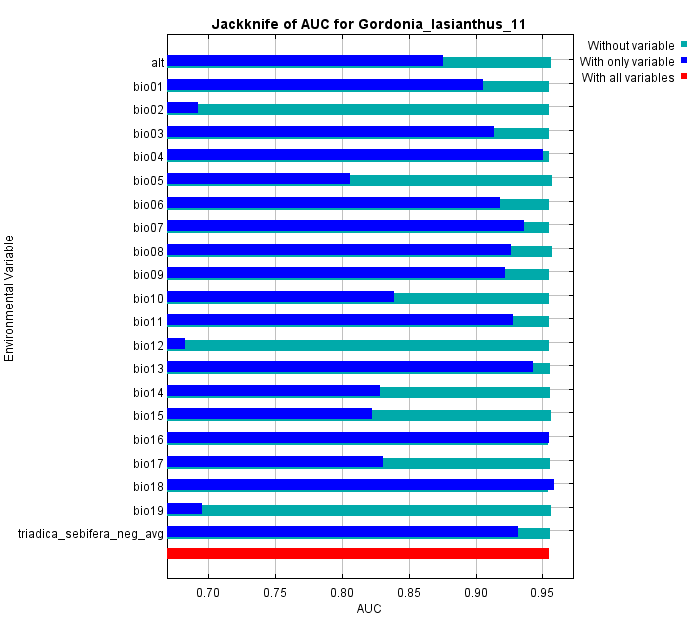 Jackknife of AUC for Gordonia_lasianthus_11
Without variable
With only variable
With all variables
Environmental Variable
alt
bio01
bio02
bio03
bio04
bio05
bio06
bio07
bio08
bio09
bio10
bio11
bio12
bio13
bio14
bio15
bio16
bio17
bio18
bio19
triadica_sebifera_neg_avg
0.70 0.75 0.80 0.85 0.90 0.95
AUC